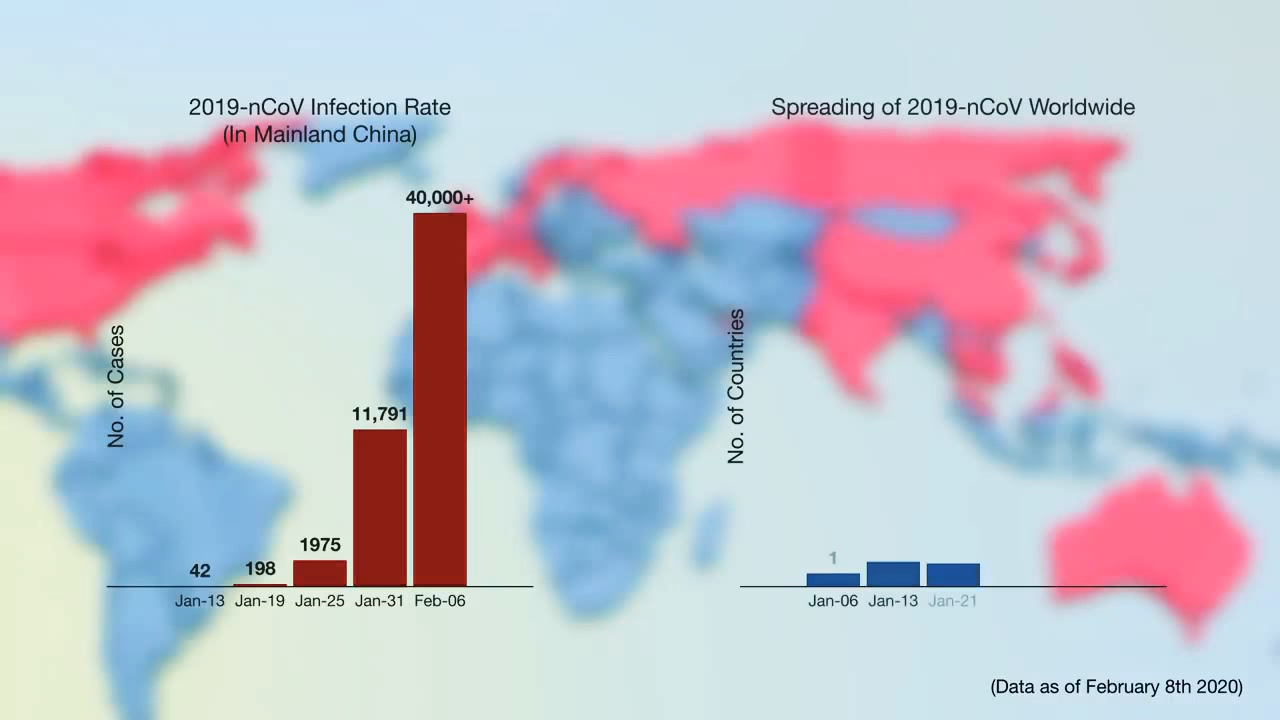 2019-nCoV Infection Rate
(In Mainland China)
No. of Cases
40,000+
11,791
1975
198
42
Jan-13 Jan-19 Jan-25 Jan-31 Feb-06
Spreading of 2019-nCoV Worldwide
No. of Countries
1
Jan-06 Jan-13 Jan-21
(Data as of February 8th 2020)